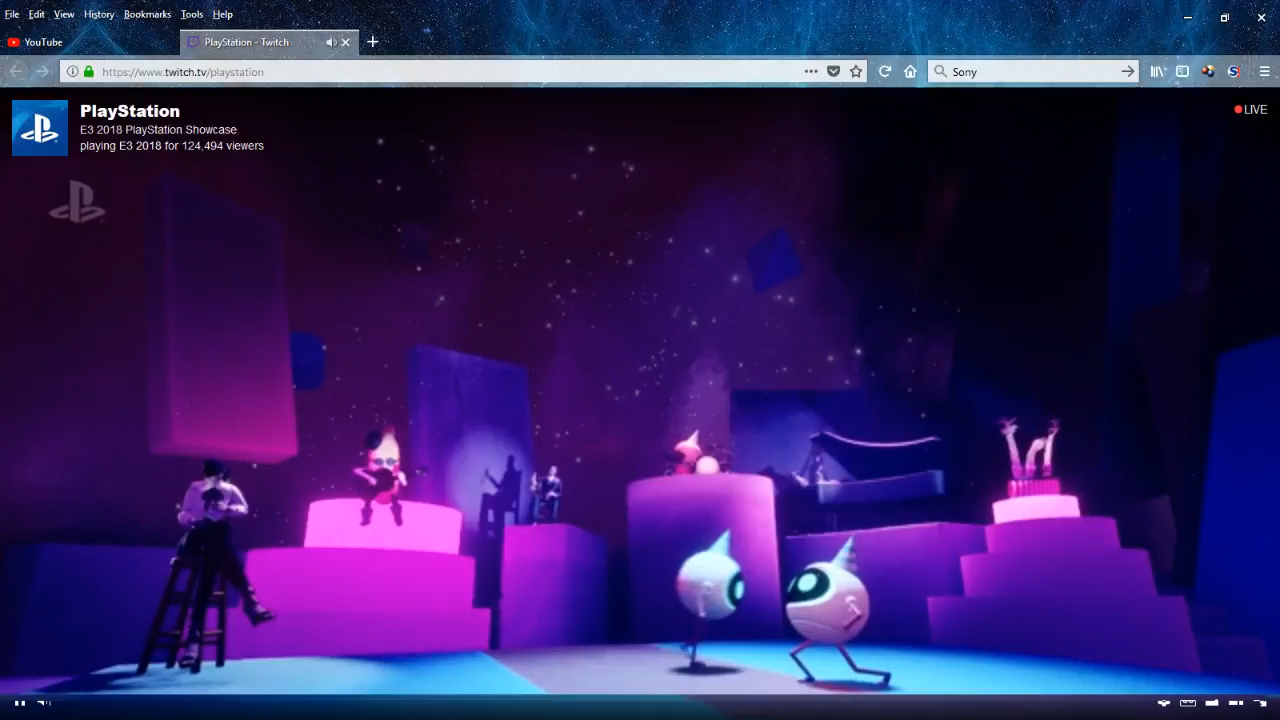 File Edit View History Bookmarks Tools Help
YouTube
PlayStation - Twitch
https://www.twitch.tv/playstation
Sony
PlayStation
E3 2018 PlayStation Showcase
playing E3 2018 for 124,494 viewers
LIVE